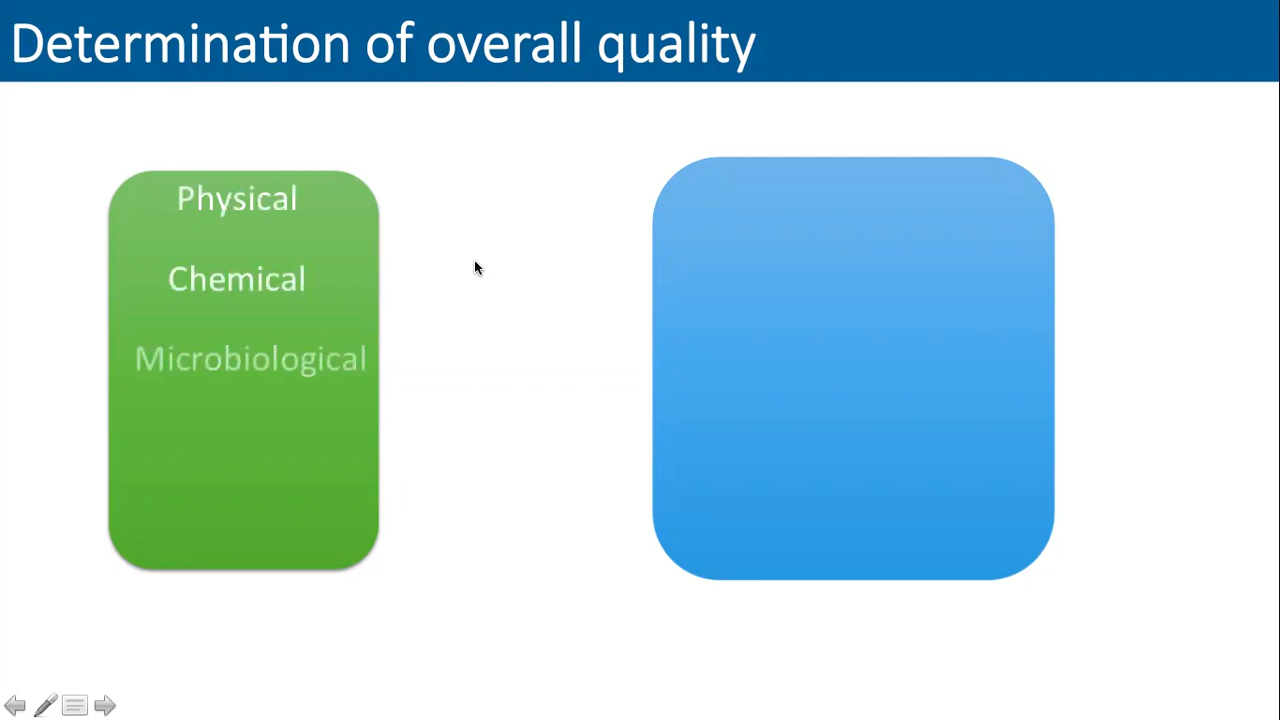 Determination of overall quality
Physical
Chemical
Microbiological